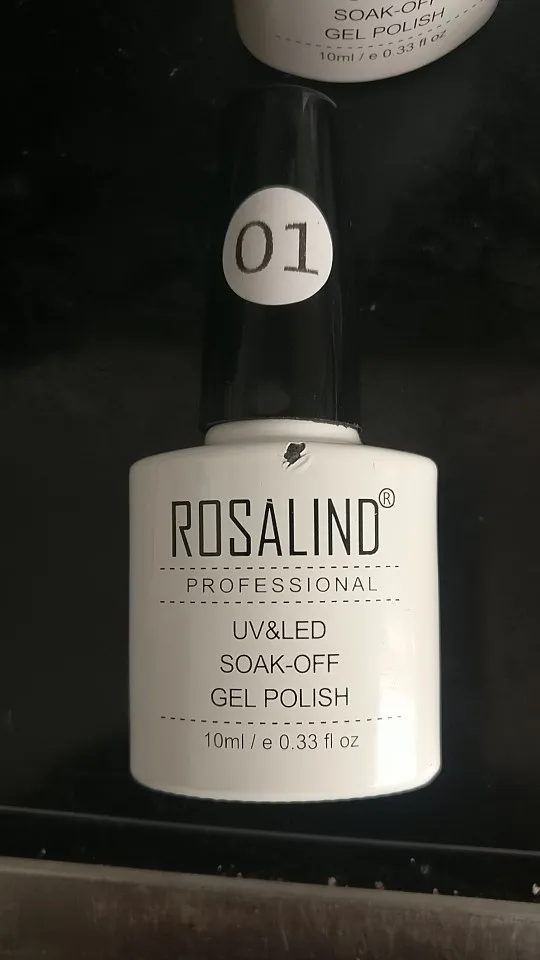 SOAK-OFF
GEL POLISH
10ml / e 0.33 fl oz
01
ROSALIND®
PROFESSIONAL
UV&LED
SOAK-OFF
GEL POLISH
10ml / e 0.33 fl oz